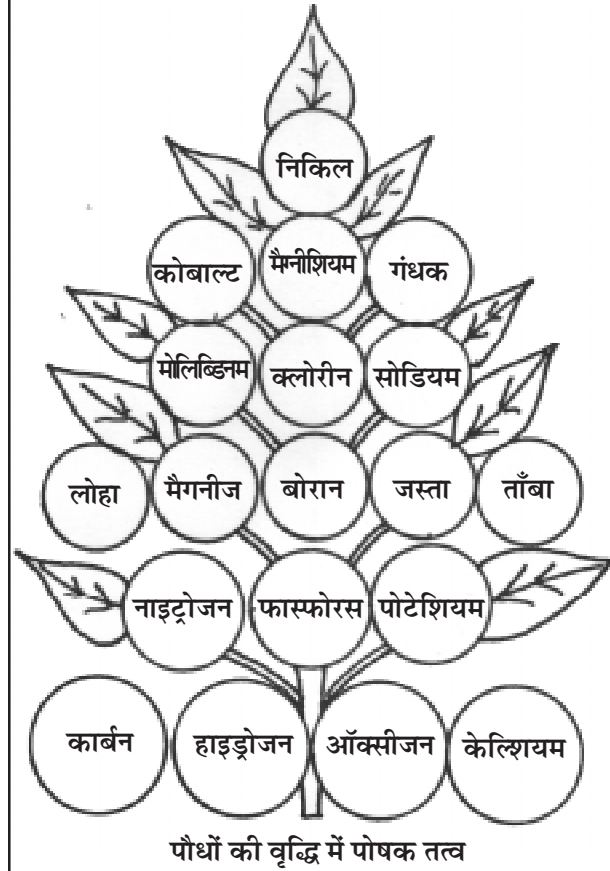 निकिल
कोबाल्ट मैग्नीशियम गंधक
मोलिब्डिनम क्लोरीन सोडियम
लोहा मैगनीज बोरान जस्ता ताँबा
नाइट्रोजन फास्फोरस पोटेशियम
कार्बन हाइड्रोजन ऑक्सीजन केल्शियम
पौधों की वृद्धि में पोषक तत्व